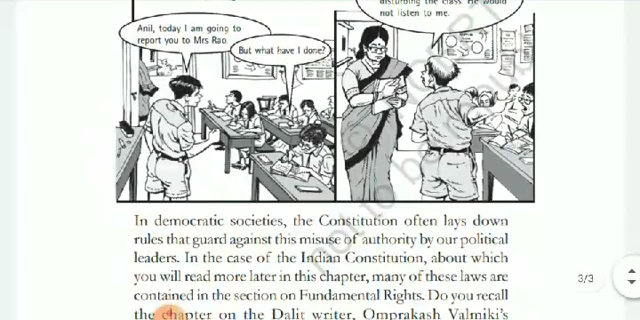 disturbing the class. He would
not listen to me.
Anil, today I am going to
report you to Mrs Rao.
But what have I done?
In democratic societies, the Constitution often lays down
rules that guard against this misuse of authority by our political
leaders. In the case of the Indian Constitution, about which
you will read more later in this chapter, many of these laws are
contained in the section on Fundamental Rights. Do you recall
the chapter on the Dalit writer, Omprakash Valmiki's
3/3
not to be